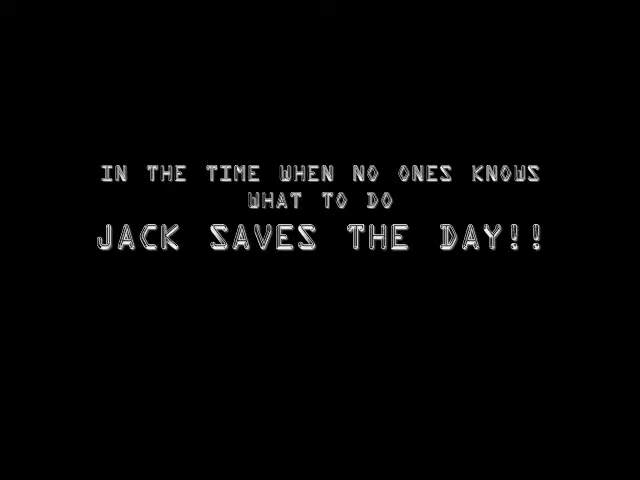 IN THE TIME WHEN NO ONES KNOWS
WHAT TO DO
JACK SAVES THE DAY!!